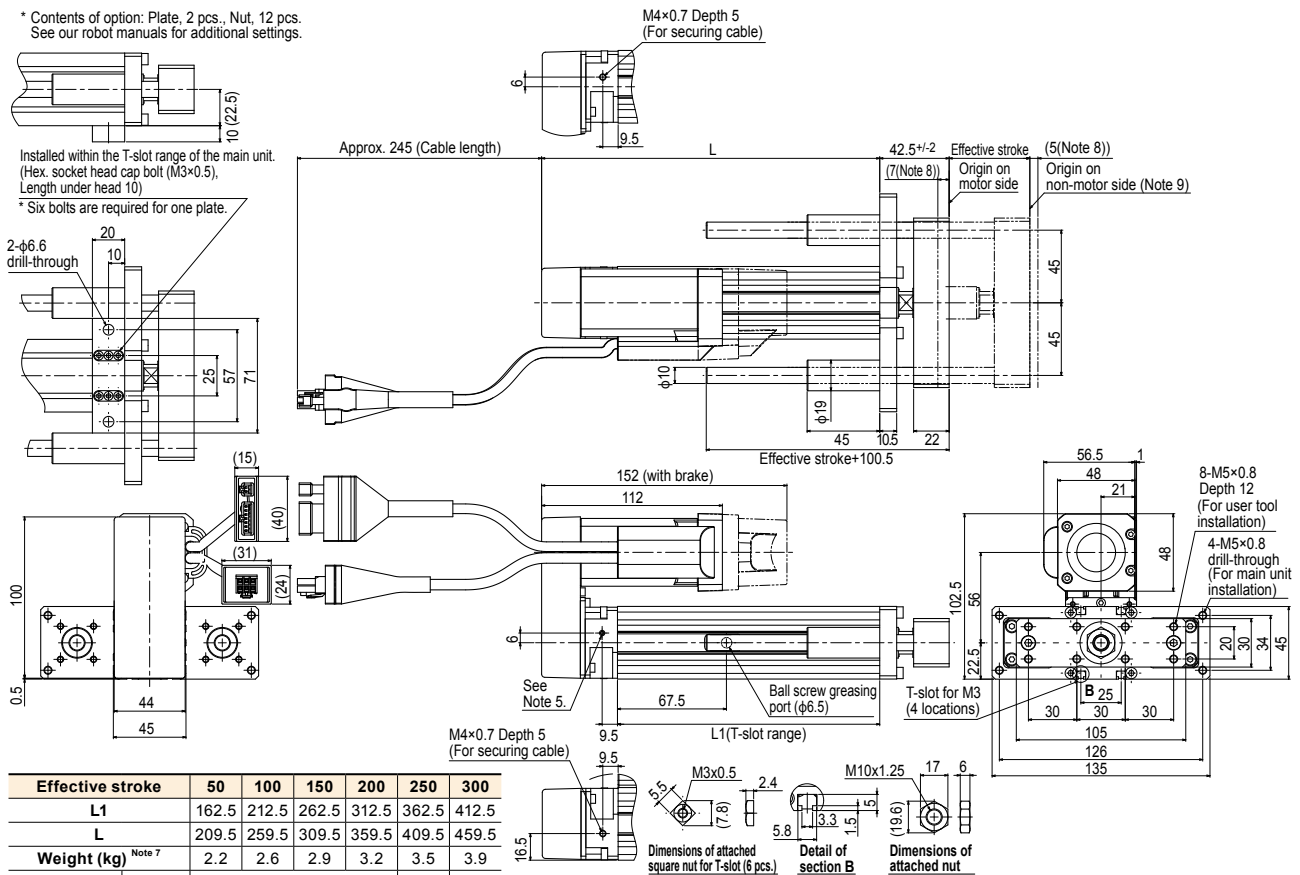 * Contents of option: Plate, 2 pcs., Nut, 12 pcs.
See our robot manuals for additional settings.
(22.5)
10
Installed within the T-slot range of the main unit.
(Hex. socket head cap bolt (M3×0.5),
Length under head 10)
* Six bolts are required for one plate.
20
10
2-ϕ6.6
drill-through
25
57
71
M4×0.7 Depth 5
(For securing cable)
6
9.5
Approx. 245 (Cable length)
L
42.5+/-2
Effective stroke
(5(Note 8))
(7(Note 8))
Origin on
motor side
Origin on
non-motor side (Note 9)
45
45
ϕ10
ϕ19
45
10.5
22
Effective stroke+100.5
(15)
(40)
(31)
(24)
100
0.5
44
45
152 (with brake)
112
6
See
Note 5.
67.5
Ball screw greasing
port (ϕ6.5)
9.5
L1(T-slot range)
56.5
1
48
21
8-M5×0.8
Depth 12
(For user tool
installation)
4-M5×0.8
drill-through
(For main unit
installation)
48
102.5
56
22.5
20
30
34
45
T-slot for M3
(4 locations)
B
25
30
30
30
105
126
135
M4×0.7 Depth 5
(For securing cable)
9.5
16.5
M3x0.5
5.5
(7.8)
2.4
Dimensions of attached
square nut for T-slot (6 pcs.)
5
1.5
3.3
5.8
Detail of
section B
M10x1.25
17
6
(19.6)
Dimensions of
attached nut
Effective stroke 50 100 150 200 250 300
L1 162.5 212.5 262.5 312.5 362.5 412.5
L 209.5 259.5 309.5 359.5 409.5 459.5
Weight (kg) Note 7 2.2 2.6 2.9 3.2 3.5 3.9